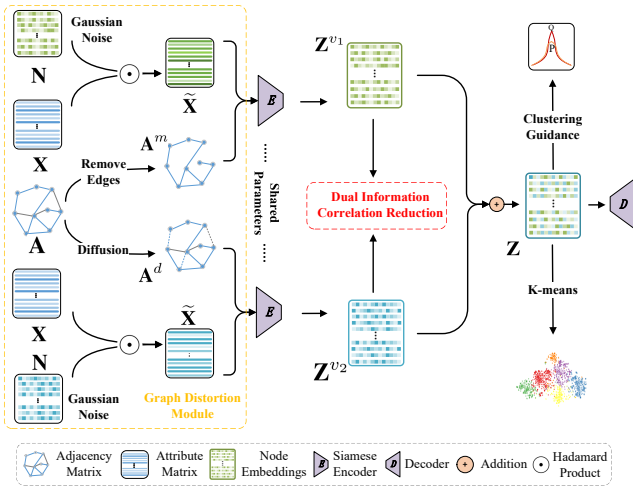 Gaussian
Noise
N
X̃
X
Remove
Edges
A^m
A
Diffusion
A^d
X
X̃
N
Gaussian
Noise
Graph Distortion
Module
E
Shared
Parameters
E
Z^{v_1}
Dual Information
Correlation Reduction
Z^{v_2}
+
Q
P
Clustering
Guidance
Z
D
K-means
Adjacency
Matrix
Attribute
Matrix
Node
Embeddings
E
Siamese
Encoder
D
Decoder
+
Addition
Hadamard
Product